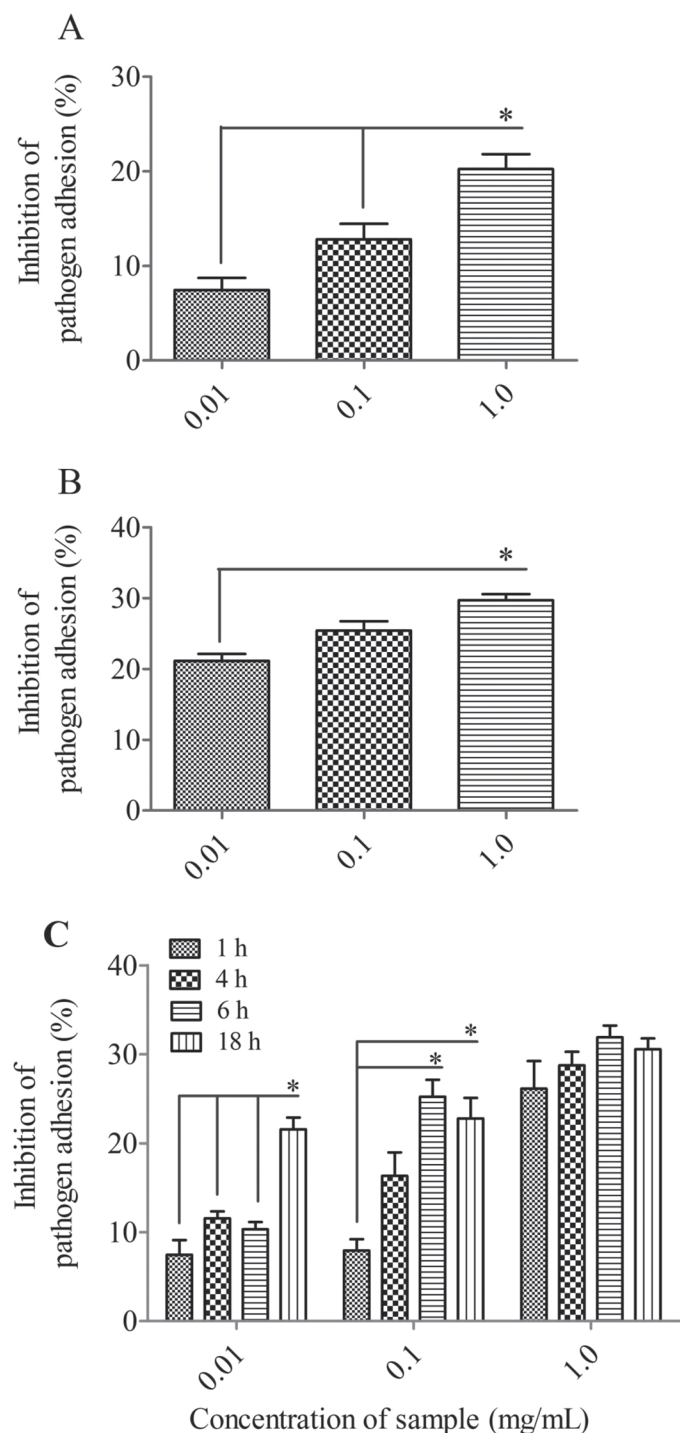 A
Inhibition of
pathogen adhesion (%)
30
20
10
0
*
0.01
0.1
1.0
B
Inhibition of
pathogen adhesion (%)
40
30
20
10
0
*
0.01
0.1
1.0
C
Inhibition of
pathogen adhesion (%)
40
30
20
10
0
1 h
4 h
6 h
18 h
*
*
*
0.01
0.1
1.0
Concentration of sample (mg/mL)